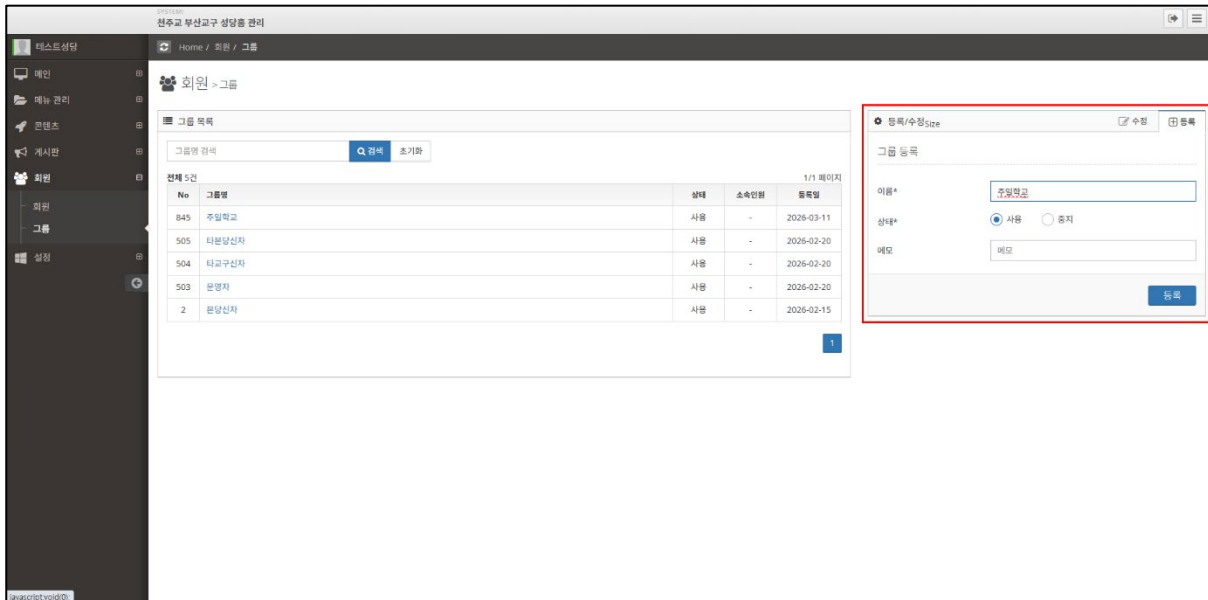 SYSTEM:
천주교 부산교구 성당홈 관리
테스트성당
Home / 회원 / 그룹
메인
메뉴 관리
콘텐츠
게시판
회원
회원
그룹
설정
회원 > 그룹
그룹 목록
그룹명 검색 검색 초기화
전체 5건 1/1 페이지
No 그룹명 상태 소속인원 등록일
845 주일학교 사용 - 2026-03-11
505 타본당신자 사용 - 2026-02-20
504 타교구신자 사용 - 2026-02-20
503 운영자 사용 - 2026-02-20
2 본당신자 사용 - 2026-02-15
1
등록/수정Size 수정 등록
그룹 등록
이름* 주일학교
상태* 사용 중지
메모 메모
등록
javascript:void(0);